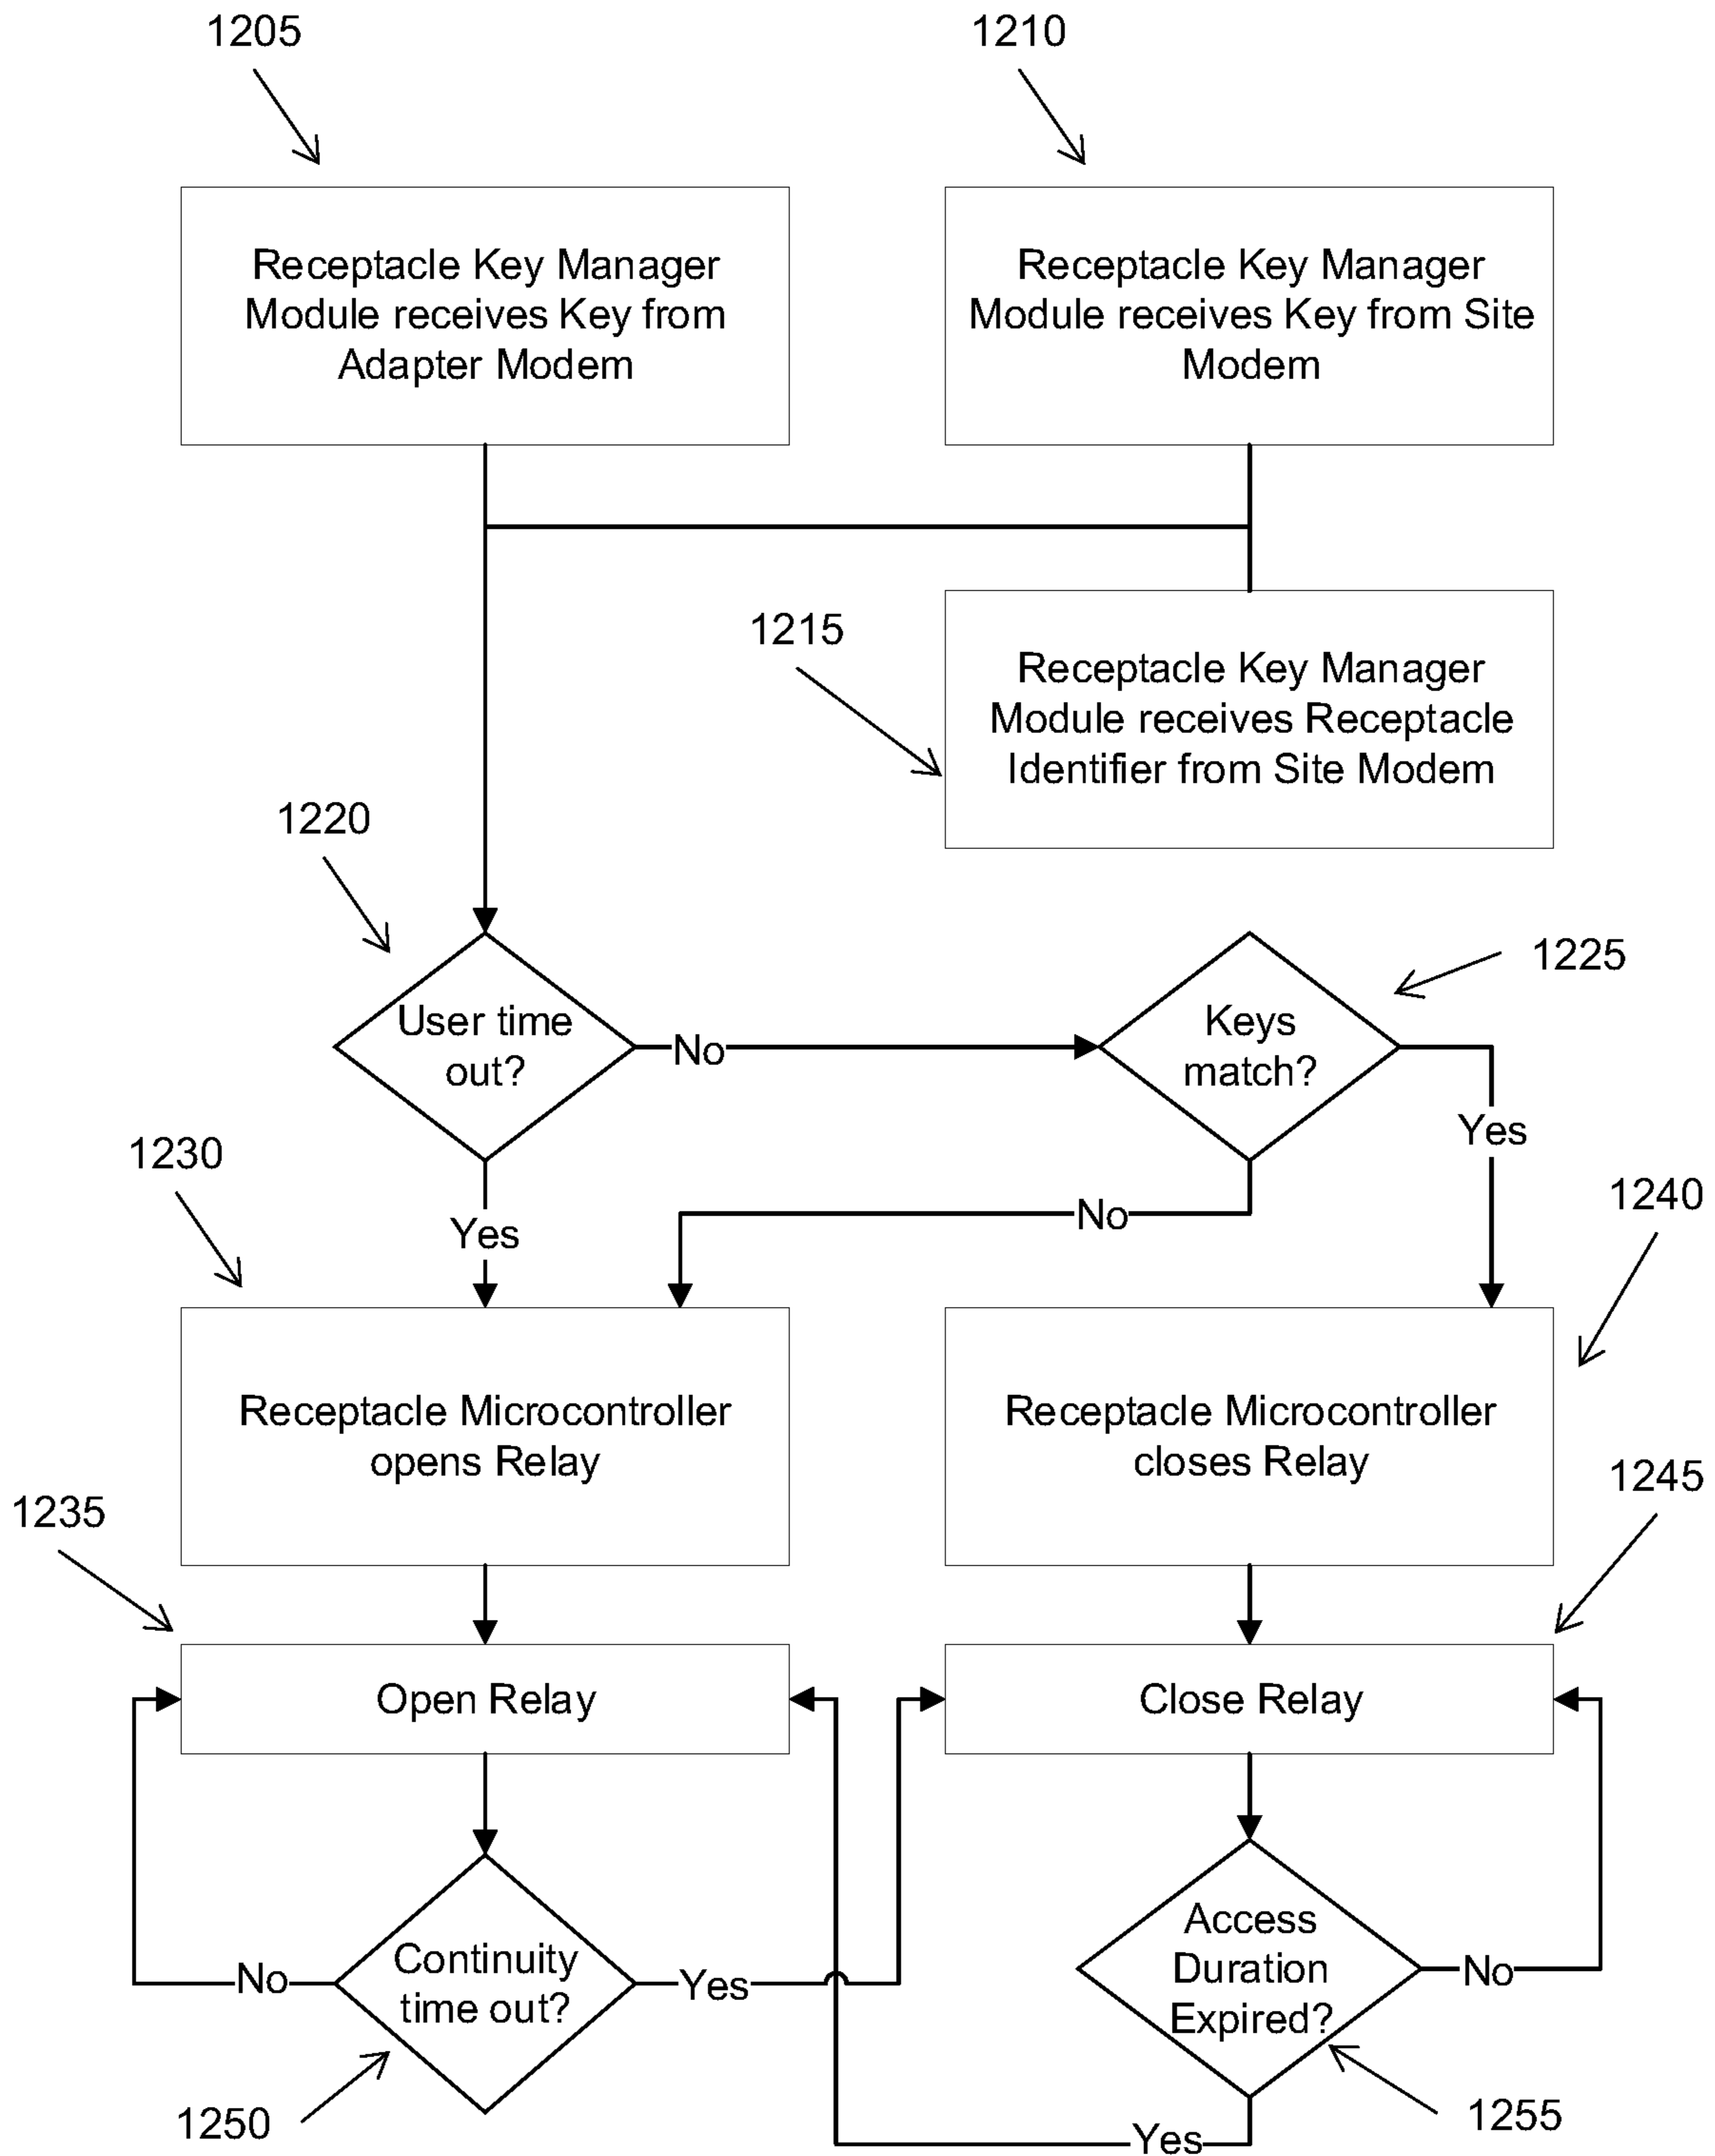 1205
1210
Receptacle Key Manager
Module receives Key from
Adapter Modem
Receptacle Key Manager
Module receives Key from Site
Modem
1215
Receptacle Key Manager
Module receives Receptacle
Identifier from Site Modem
1220
User time
out?
No
Keys
match?
1225
Yes
1230
Yes
No
1240
Receptacle Microcontroller
opens Relay
Receptacle Microcontroller
closes Relay
1235
1245
Open Relay
Close Relay
No
Continuity
time out?
Yes
Access
Duration
Expired?
No
1250
Yes
1255